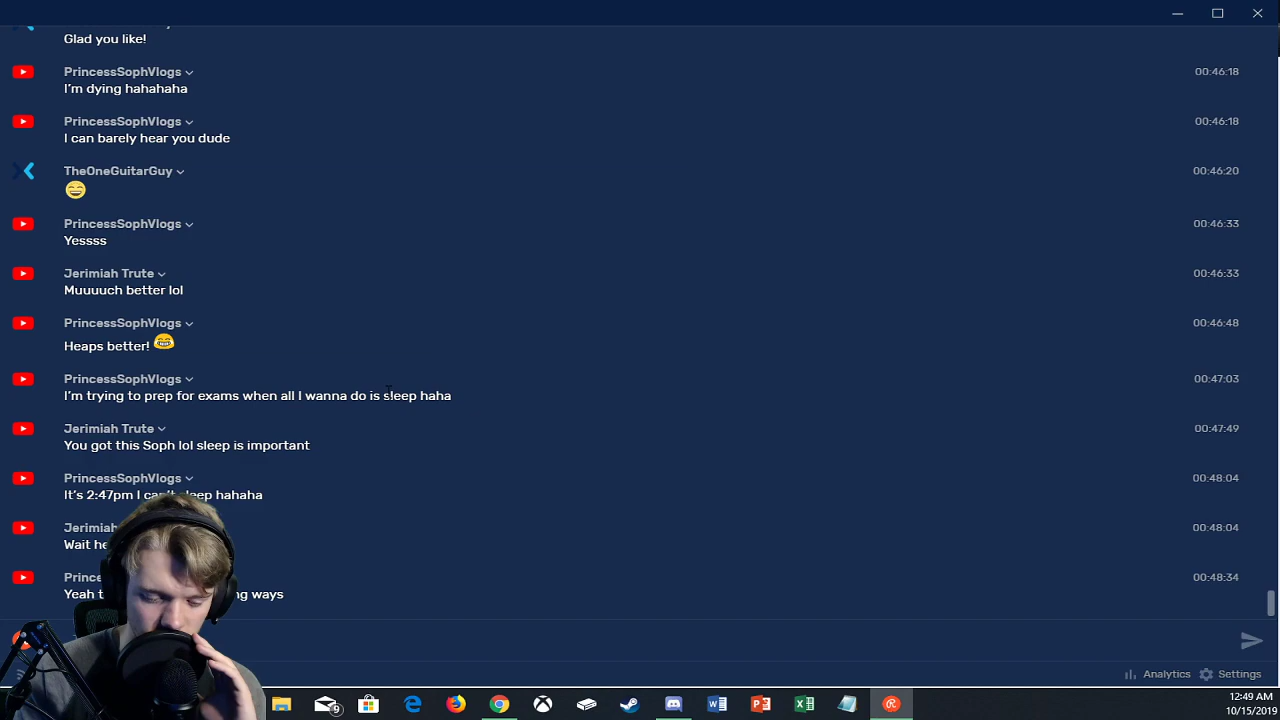 Glad you like!
PrincessSophVlogs
00:46:18
I'm dying hahahaha
PrincessSophVlogs
00:46:18
I can barely hear you dude
TheOneGuitarGuy
00:46:20
PrincessSophVlogs
00:46:33
Yessss
Jerimiah Trute
00:46:33
Muuuuch better lol
PrincessSophVlogs
00:46:48
Heaps better!
PrincessSophVlogs
00:47:03
I'm trying to prep for exams when all I wanna do is sleep haha
Jerimiah Trute
00:47:49
You got this Soph lol sleep is important
PrincessSophVlogs
00:48:04
It's 2:47pm I can't sleep hahaha
Jerimiah
00:48:04
Wait
00:48:34
Yeah ways
Analytics
Settings
9
12:49 AM
10/15/2019